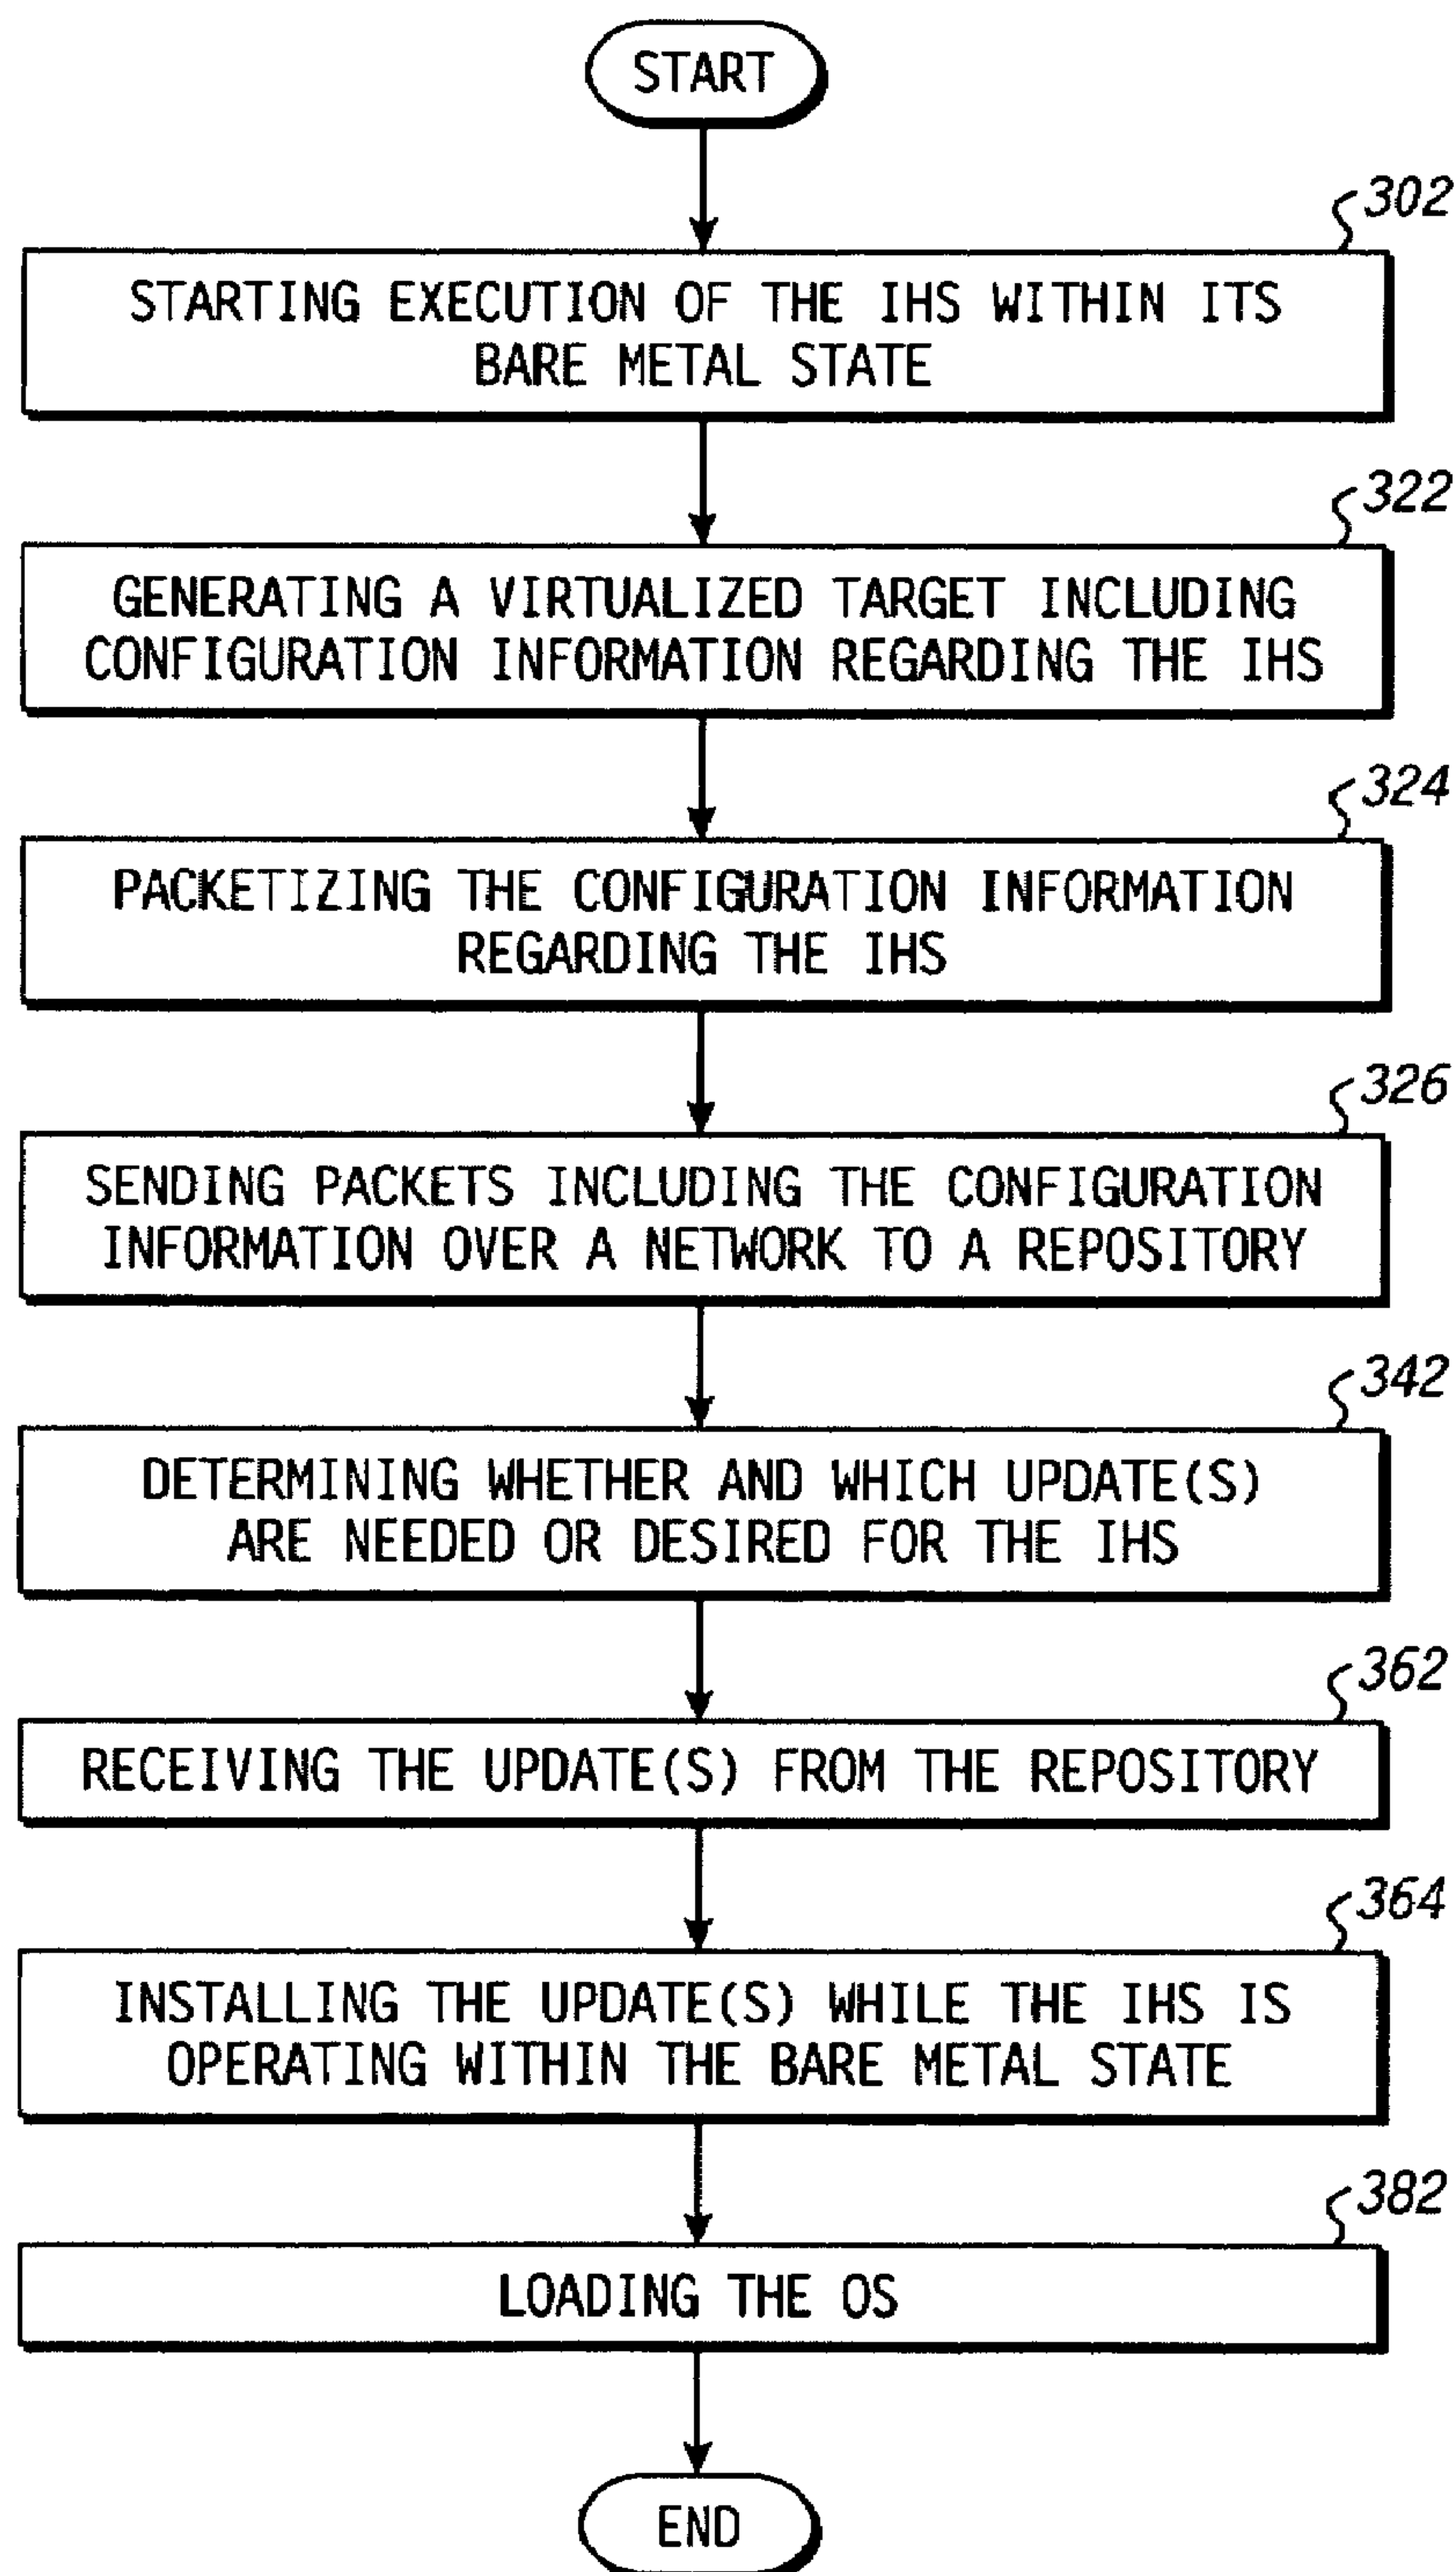 START
302
STARTING EXECUTION OF THE IHS WITHIN ITS
BARE METAL STATE
322
GENERATING A VIRTUALIZED TARGET INCLUDING
CONFIGURATION INFORMATION REGARDING THE IHS
324
PACKETIZING THE CONFIGURATION INFORMATION
REGARDING THE IHS
326
SENDING PACKETS INCLUDING THE CONFIGURATION
INFORMATION OVER A NETWORK TO A REPOSITORY
342
DETERMINING WHETHER AND WHICH UPDATE(S)
ARE NEEDED OR DESIRED FOR THE IHS
362
RECEIVING THE UPDATE(S) FROM THE REPOSITORY
364
INSTALLING THE UPDATE(S) WHILE THE IHS IS
OPERATING WITHIN THE BARE METAL STATE
382
LOADING THE OS
END